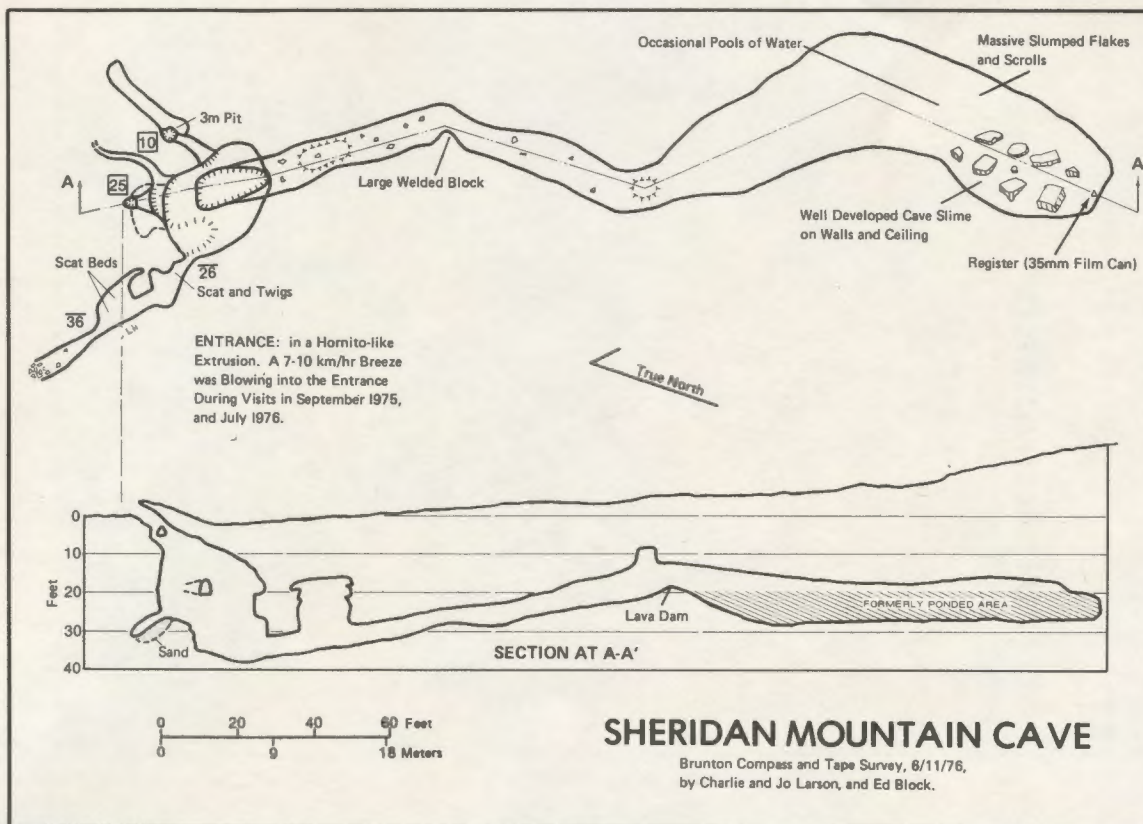 Occasional Pools of Water
Massive Slumped Flakes
and Scrolls
3m Pit
10
A
25
Large Welded Block
A'
Well Developed Cave Slime
on Walls and Ceiling
Register (35mm Film Can)
Scat Beds
26
Scat and Twigs
36
ENTRANCE: in a Hornito-like
Extrusion. A 7-10 km/hr Breeze
was Blowing into the Entrance
During Visits in September 1975,
and July 1976.
True North
0
10
20
30
40
Feet
Sand
Lava Dam
FORMERLY PONDED AREA
SECTION AT A-A'
0 20 40 60 Feet
0 9 18 Meters
SHERIDAN MOUNTAIN CAVE
Brunton Compass and Tape Survey, 6/11/76,
by Charlie and Jo Larson, and Ed Block.